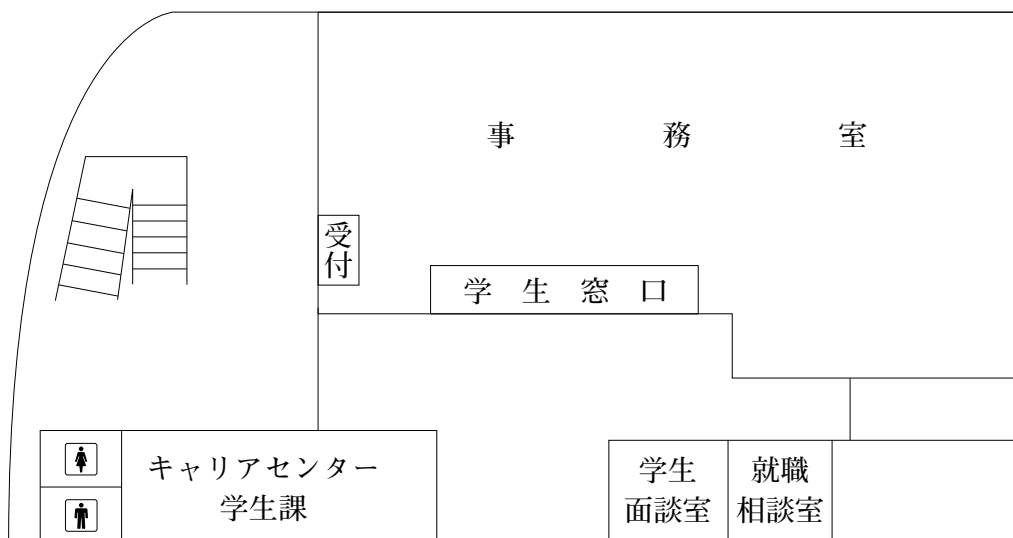 事務室
受付
学生窓口
キャリアセンター
学生課
学生
面談室
就職
相談室